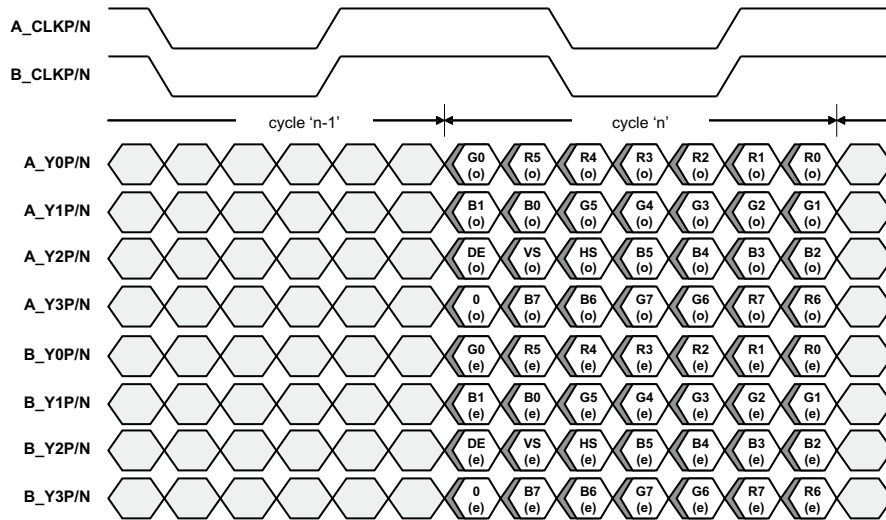 A_CLKP/N
B_CLKP/N
cycle ‘n-1’ cycle ‘n’
A_Y0P/N G0 (o) R5 (o) R4 (o) R3 (o) R2 (o) R1 (o) R0 (o)
A_Y1P/N B1 (o) B0 (o) G5 (o) G4 (o) G3 (o) G2 (o) G1 (o)
A_Y2P/N DE (o) VS (o) HS (o) B5 (o) B4 (o) B3 (o) B2 (o)
A_Y3P/N 0 (o) B7 (o) B6 (o) G7 (o) G6 (o) R7 (o) R6 (o)
B_Y0P/N G0 (e) R5 (e) R4 (e) R3 (e) R2 (e) R1 (e) R0 (e)
B_Y1P/N B1 (e) B0 (e) G5 (e) G4 (e) G3 (e) G2 (e) G1 (e)
B_Y2P/N DE (e) VS (e) HS (e) B5 (e) B4 (e) B3 (e) B2 (e)
B_Y3P/N 0 (e) B7 (e) B6 (e) G7 (e) G6 (e) R7 (e) R6 (e)